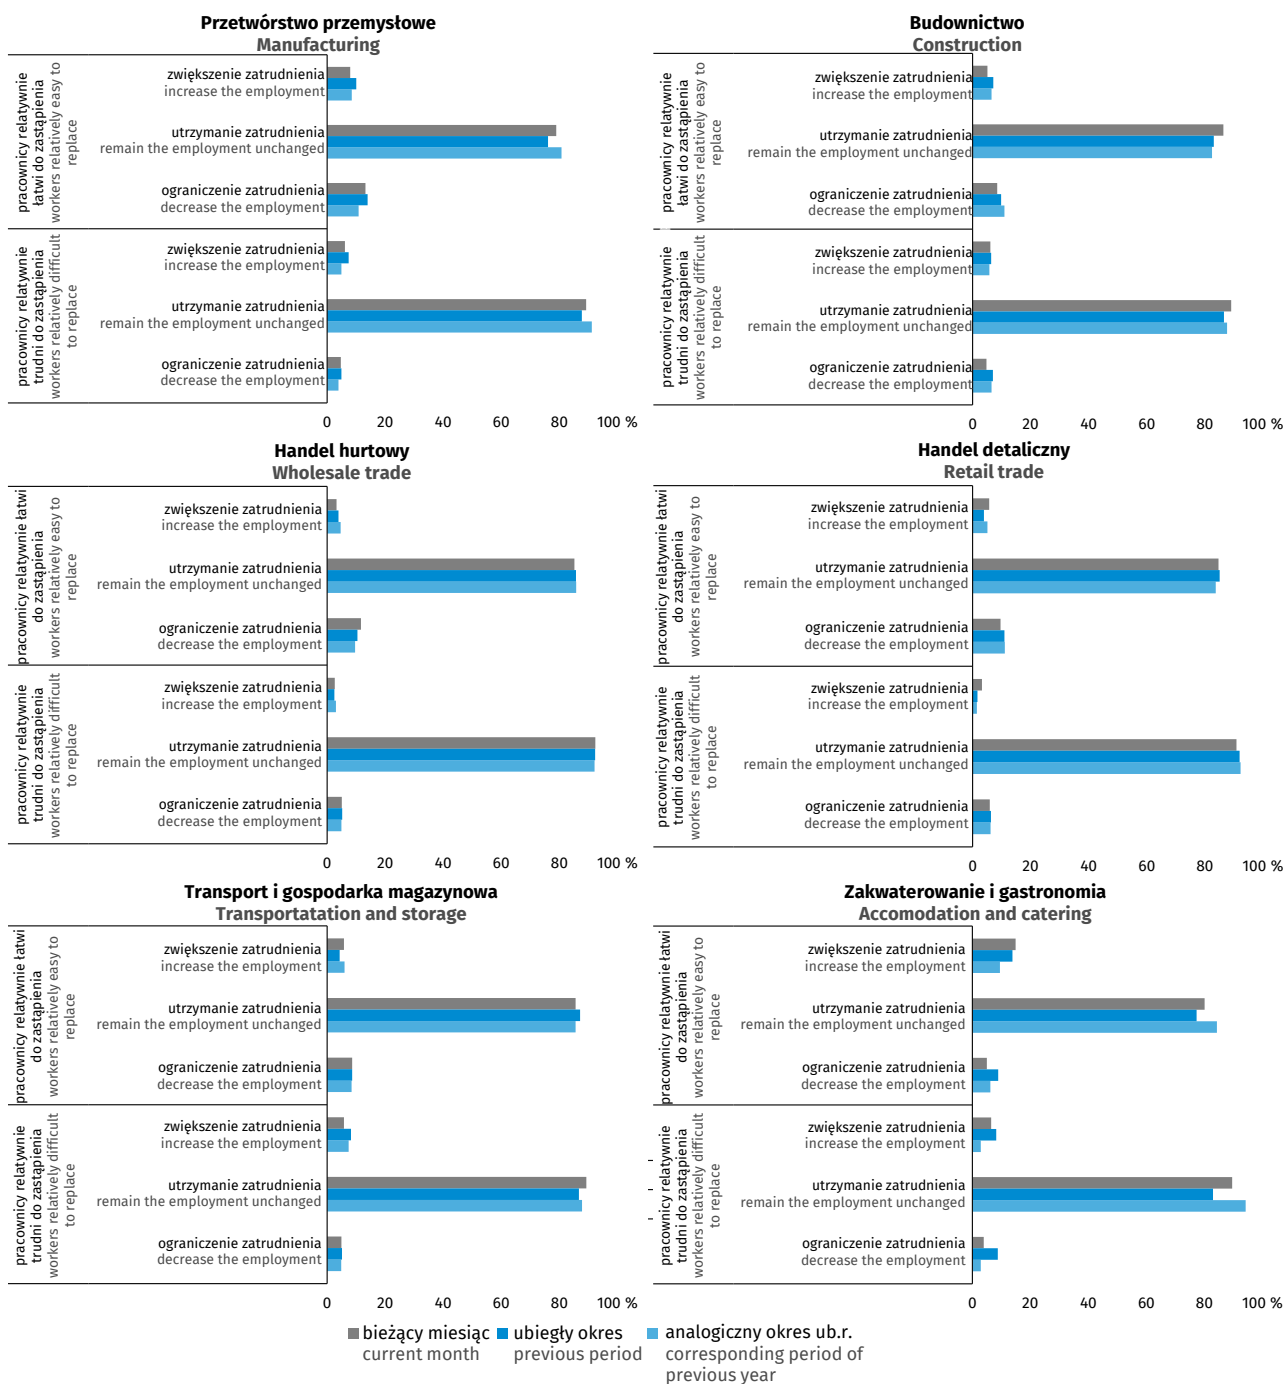 Przetwórstwo przemysłowe
Manufacturing
pracownicy relatywnie
łatwi do zastąpienia
workers relatively easy to
replace
zwiększenie zatrudnienia
increase the employment
utrzymanie zatrudnienia
remain the employment unchanged
ograniczenie zatrudnienia
decrease the employment
pracownicy relatywnie
trudni do zastąpienia
workers relatively difficult
to replace
zwiększenie zatrudnienia
increase the employment
utrzymanie zatrudnienia
remain the employment unchanged
ograniczenie zatrudnienia
decrease the employment
0 20 40 60 80 100 %
Budownictwo
Construction
pracownicy relatywnie
łatwi do zastąpienia
workers relatively easy to
replace
zwiększenie zatrudnienia
increase the employment
utrzymanie zatrudnienia
remain the employment unchanged
ograniczenie zatrudnienia
decrease the employment
pracownicy relatywnie
trudni do zastąpienia
workers relatively difficult
to replace
zwiększenie zatrudnienia
increase the employment
utrzymanie zatrudnienia
remain the employment unchanged
ograniczenie zatrudnienia
decrease the employment
0 20 40 60 80 100 %
Handel hurtowy
Wholesale trade
pracownicy relatywnie łatwi
do zastąpienia
workers relatively easy to
replace
zwiększenie zatrudnienia
increase the employment
utrzymanie zatrudnienia
remain the employment unchanged
ograniczenie zatrudnienia
decrease the employment
pracownicy relatywnie
trudni do zastąpienia
workers relatively difficult
to replace
zwiększenie zatrudnienia
increase the employment
utrzymanie zatrudnienia
remain the employment unchanged
ograniczenie zatrudnienia
decrease the employment
0 20 40 60 80 100 %
Handel detaliczny
Retail trade
pracownicy relatywnie łatwi
do zastąpienia
workers relatively easy to
replace
zwiększenie zatrudnienia
increase the employment
utrzymanie zatrudnienia
remain the employment unchanged
ograniczenie zatrudnienia
decrease the employment
pracownicy relatywnie
trudni do zastąpienia
workers relatively difficult
to replace
zwiększenie zatrudnienia
increase the employment
utrzymanie zatrudnienia
remain the employment unchanged
ograniczenie zatrudnienia
decrease the employment
0 20 40 60 80 100 %
Transport i gospodarka magazynowa
Transportatation and storage
pracownicy relatywnie łatwi
do zastąpienia
workers relatively easy to
replace
zwiększenie zatrudnienia
increase the employment
utrzymanie zatrudnienia
remain the employment unchanged
ograniczenie zatrudnienia
decrease the employment
pracownicy relatywnie
trudni do zastąpienia
workers relatively difficult
to replace
zwiększenie zatrudnienia
increase the employment
utrzymanie zatrudnienia
remain the employment unchanged
ograniczenie zatrudnienia
decrease the employment
0 20 40 60 80 100 %
Zakwaterowanie i gastronomia
Accomodation and catering
pracownicy relatywnie łatwi
do zastąpienia
workers relatively easy to
replace
zwiększenie zatrudnienia
increase the employment
utrzymanie zatrudnienia
remain the employment unchanged
ograniczenie zatrudnienia
decrease the employment
pracownicy relatywnie
trudni do zastąpienia
workers relatively difficult
to replace
zwiększenie zatrudnienia
increase the employment
utrzymanie zatrudnienia
remain the employment unchanged
ograniczenie zatrudnienia
decrease the employment
0 20 40 60 80 100 %
bieżący miesiąc
current month
ubiegły okres
previous period
analogiczny okres ub.r.
corresponding period of
previous year